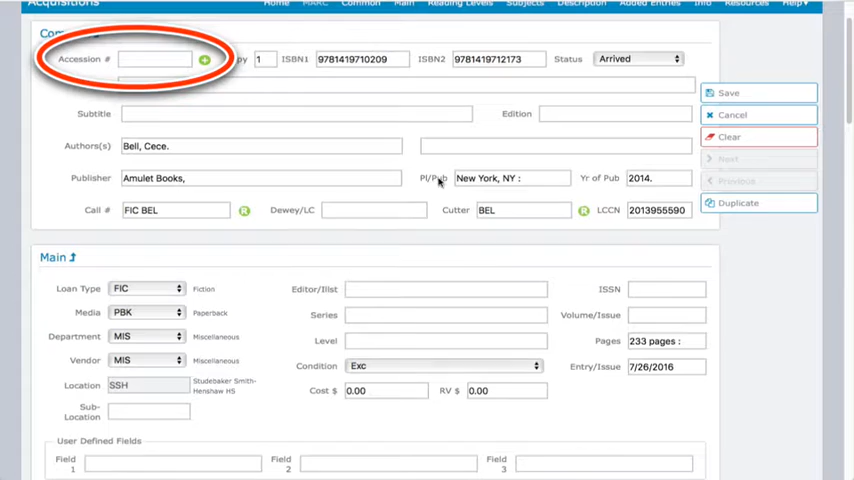 Acquisitions Home MARC Common Main Reading Levels Subjects Description Added Entries Info Resources Help
Accession # py 1 ISBN1 9781419710209 ISBN2 9781419712173 Status Arrived
Save
Subtitle Edition
Cancel
Clear
Authors(s) Bell, Cece.
Next
Publisher Amulet Books, Pl/Pub New York, NY : Yr of Pub 2014.
Previous
Duplicate
Call # FIC BEL R Dewey/LC Cutter BEL R LCCN 2013955590
Main
Loan Type FIC Fiction Editor/Ilist ISSN
Media PBK Paperback Series Volume/Issue
Department MIS Miscellaneous Level Pages 233 pages :
Vendor MIS Miscellaneous Condition Exc Entry/Issue 7/26/2016
Location SSH Studebaker Smith-
Henshaw HS
Cost $ 0.00 RV $ 0.00
Sub-
Location
User Defined Fields
Field
1
Field
2
Field
3